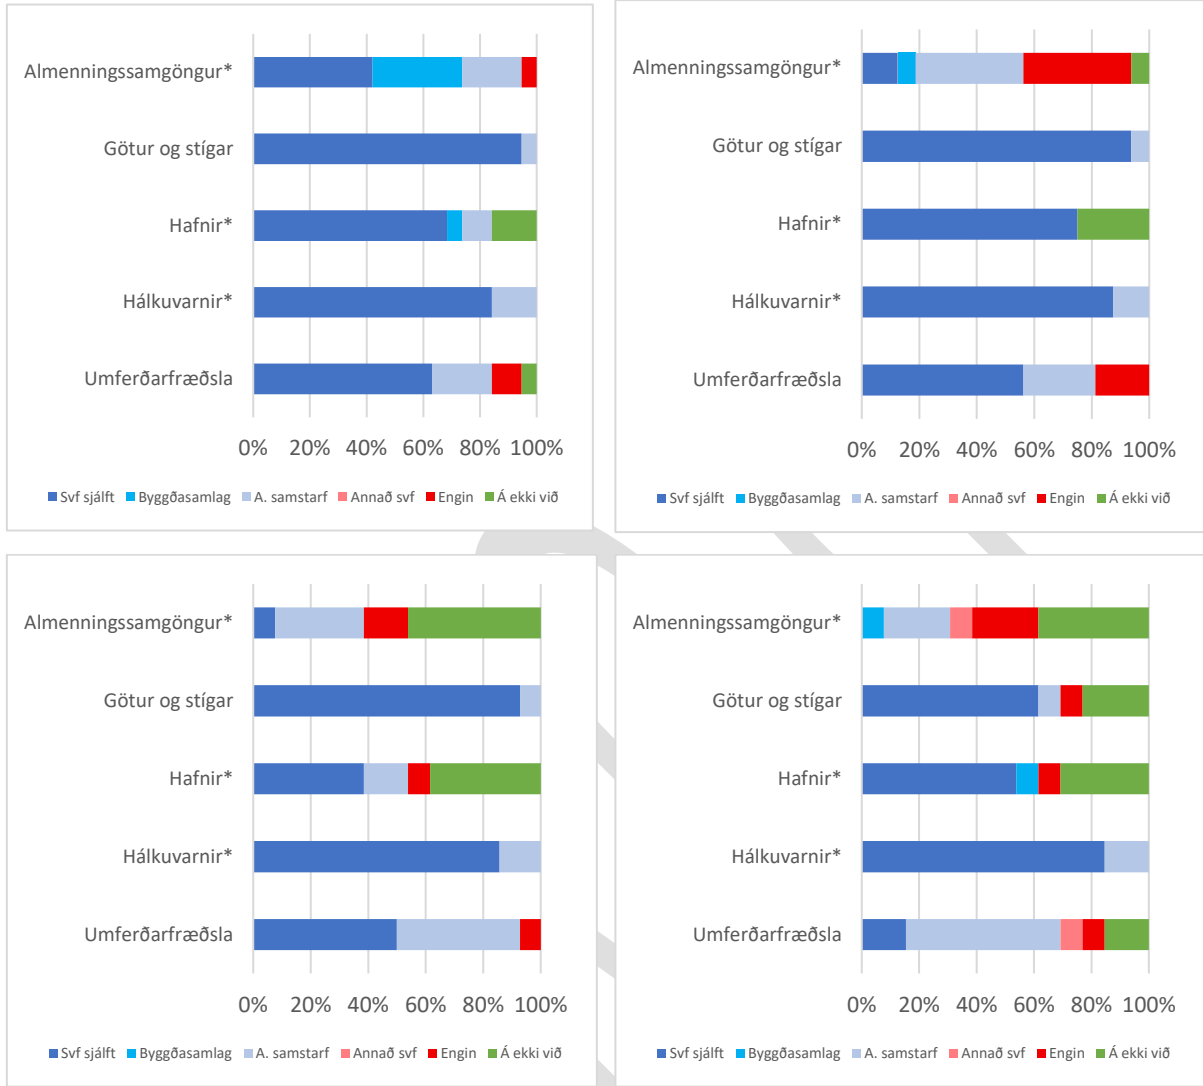 Almenningssamgöngur*
Götur og stígar
Hafnir*
Hálkuvarnir*
Umferðarfræðsla
0% 20% 40% 60% 80% 100%
Svf sjálft Byggðasamlag A. samstarf Annað svf Engin Á ekki við
Almenningssamgöngur*
Götur og stígar
Hafnir*
Hálkuvarnir*
Umferðarfræðsla
0% 20% 40% 60% 80% 100%
Svf sjálft Byggðasamlag A. samstarf Annað svf Engin Á ekki við
Almenningssamgöngur*
Götur og stígar
Hafnir*
Hálkuvarnir*
Umferðarfræðsla
0% 20% 40% 60% 80% 100%
Svf sjálft Byggðasamlag A. samstarf Annað svf Engin Á ekki við
Almenningssamgöngur*
Götur og stígar
Hafnir*
Hálkuvarnir*
Umferðarfræðsla
0% 20% 40% 60% 80% 100%
Svf sjálft Byggðasamlag A. samstarf Annað svf Engin Á ekki við